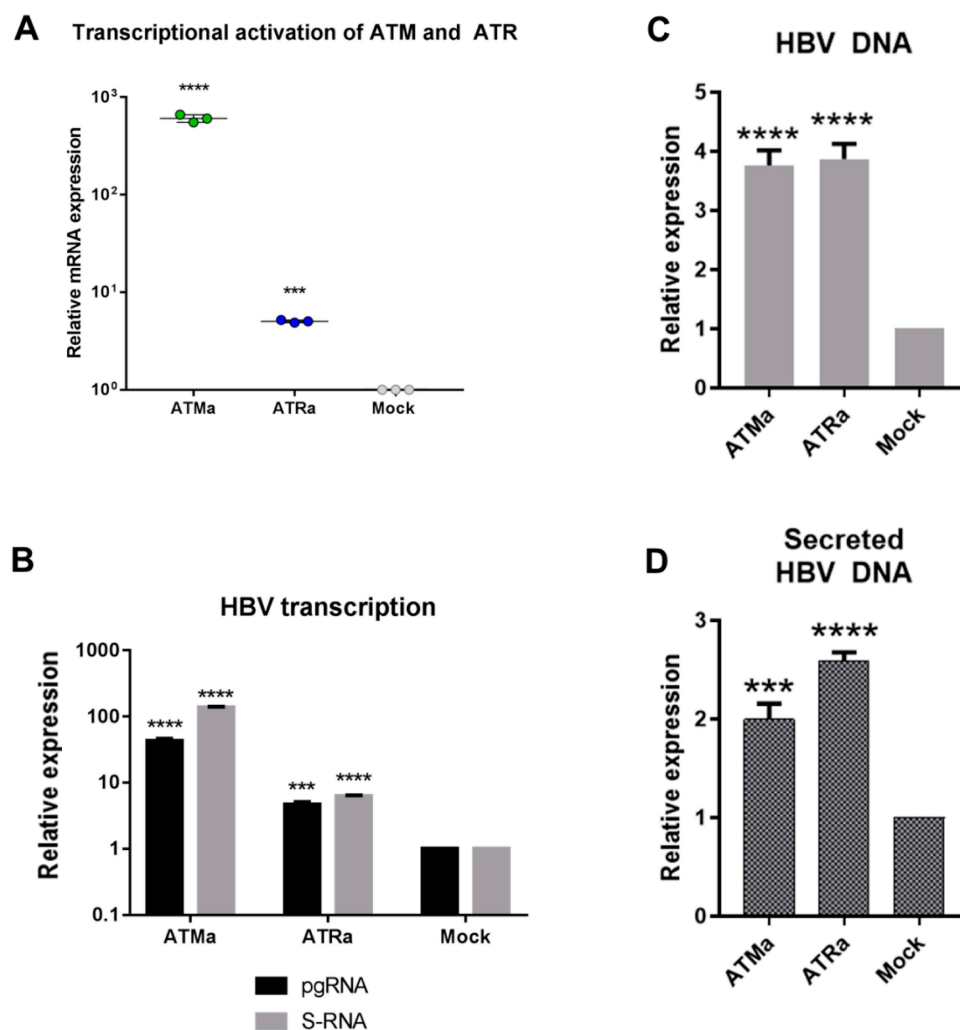 A
Transcriptional activation of ATM and ATR
Relative mRNA expression
10³
10²
10¹
10⁰
****
***
ATMa
ATRa
Mock
B
HBV transcription
Relative expression
1000
100
10
1
0.1
****
****
***
****
ATMa
ATRa
Mock
pgRNA
S-RNA
C
HBV DNA
Relative expression
5
4
3
2
1
0
****
****
ATMa
ATRa
Mock
D
Secreted
HBV DNA
Relative expression
3
2
1
0
***
****
ATMa
ATRa
Mock